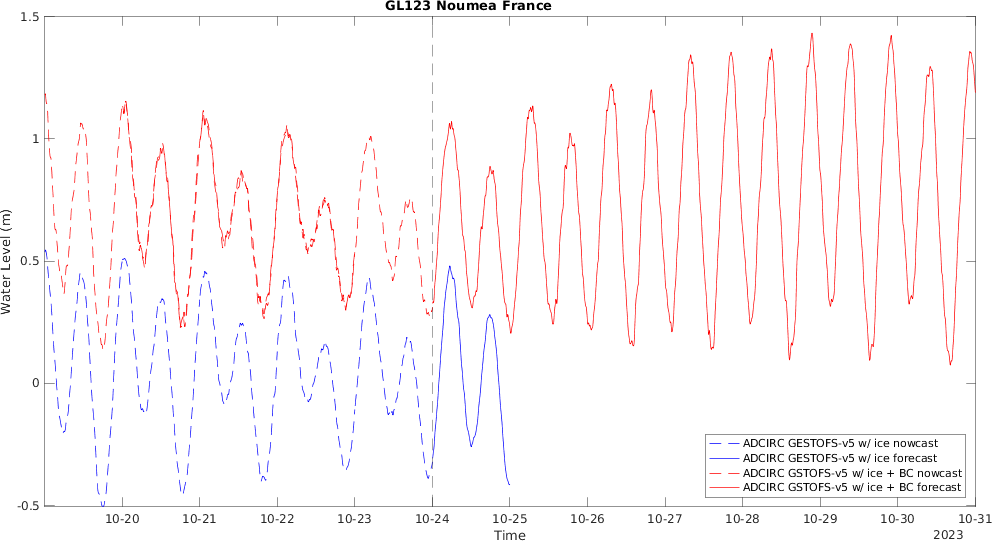 GL123 Noumea France
1.5
1
0.5
0
-0.5
Water Level (m)
10-20
10-21
10-22
10-23
10-24
10-25
10-26
10-27
10-28
10-29
10-30
10-31
Time
2023
ADCIRC GESTOFS-v5 w/ ice nowcast
ADCIRC GESTOFS-v5 w/ ice forecast
ADCIRC GSTOFS-v5 w/ ice + BC nowcast
ADCIRC GSTOFS-v5 w/ ice + BC forecast